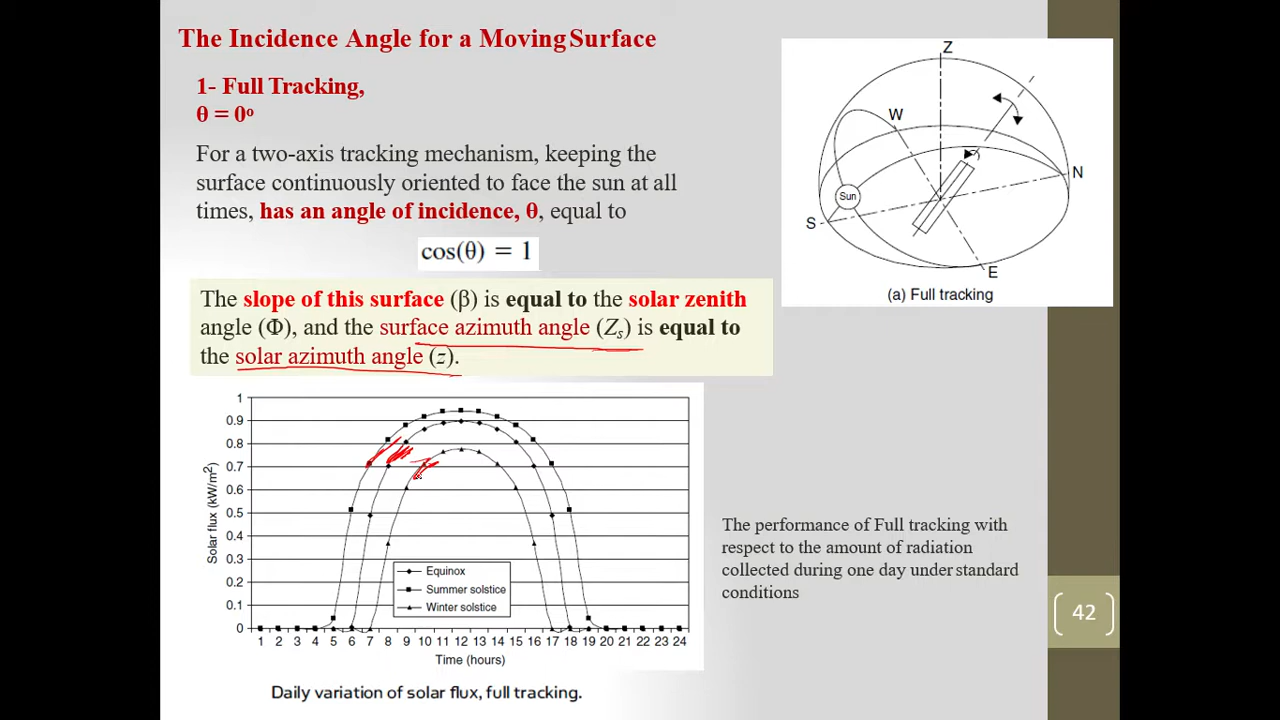 The Incidence Angle for a Moving Surface
1- Full Tracking,
θ = 0º
For a two-axis tracking mechanism, keeping the
surface continuously oriented to face the sun at all
times, has an angle of incidence, θ, equal to
cos(θ) = 1
The slope of this surface (β) is equal to the solar zenith
angle (Φ), and the surface azimuth angle (Zs) is equal to
the solar azimuth angle (z).
Z
W
N
Sun
S
E
(a) Full tracking
1
0.9
0.8
0.7
0.6
0.5
0.4
0.3
0.2
0.1
0
Solar flux (kW/m²)
Equinox
Summer solstice
Winter solstice
1 2 3 4 5 6 7 8 9 10 11 12 13 14 15 16 17 18 19 20 21 22 23 24
Time (hours)
Daily variation of solar flux, full tracking.
The performance of Full tracking with
respect to the amount of radiation
collected during one day under standard
conditions
42